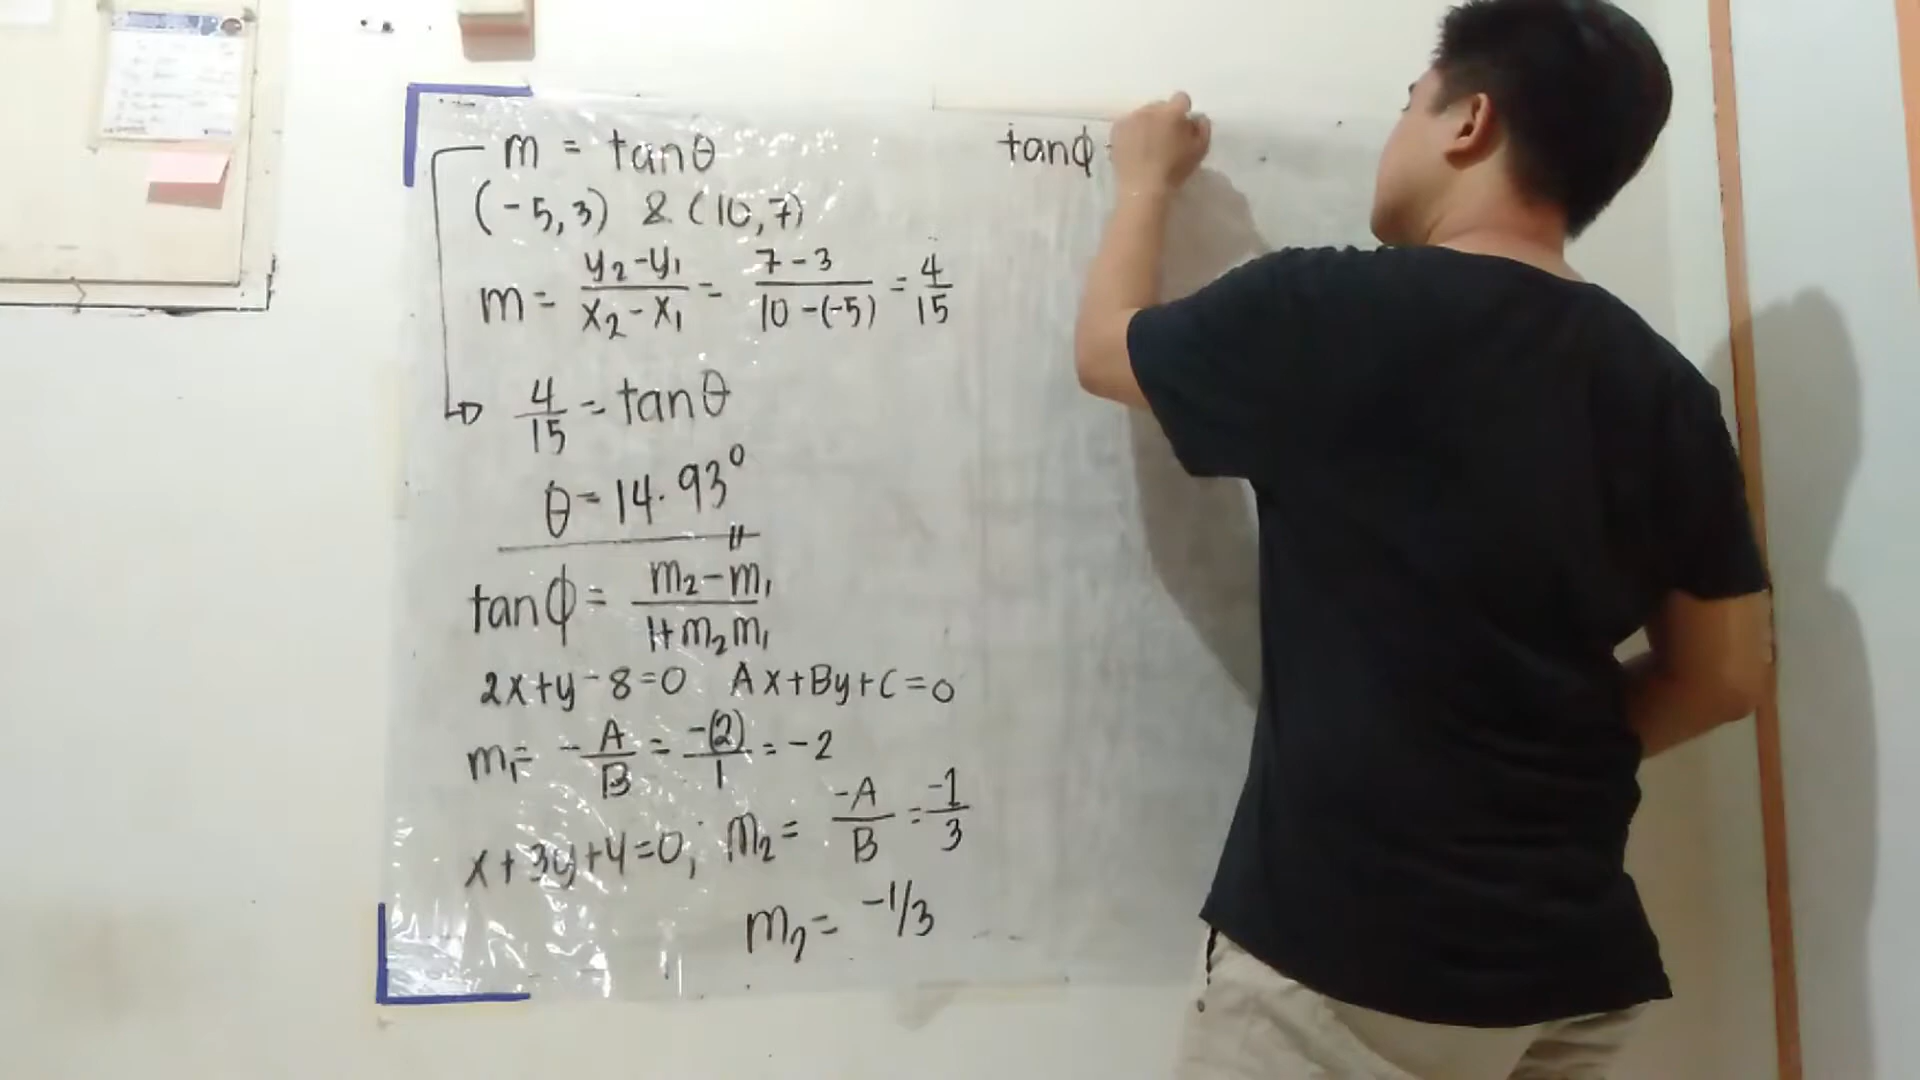 m = tanθ
(-5,3) & (10,7)
m = y₂-y₁/x₂-x₁ = 7-3/10-(-5) = 4/15
4/15 = tanθ
θ = 14.93°
tanϕ = m₂-m₁/1+m₂m₁
2x+y-8=0 Ax+By+C=0
m₁= -A/B = -(2)/1 = -2
x+3y+4=0; m₂ = -A/B = -1/3
m₂ = -1/3
tanϕ